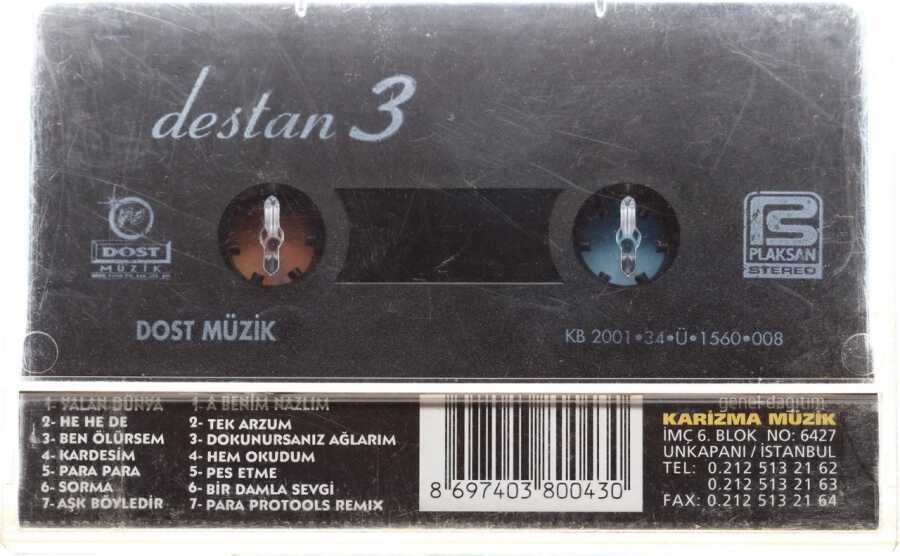 destan 3
DOST
MÜZİK
PLAKSAN
STEREO
DOST MÜZİK
KB 2001•34•Ü•1560•008
1- YALAN DÜNYA
2- HE HE DE
3- BEN ÖLÜRSEM
4- KARDEŞİM
5- PARA PARA
6- SORMA
7- AŞK BÖYLEDİR
1- A BENİM NAZLIM
2- TEK ARZUM
3- DOKUNURSANIZ AĞLARIM
4- HEM OKUDUM
5- PES ETME
6- BİR DAMLA SEVGİ
7- PARA PROTOOLS REMIX
8 697403 800430
genel dağıtım
KARİZMA MÜZİK
İMÇ 6. BLOK NO: 6427
UNKAPANI / İSTANBUL
TEL: 0.212 513 21 62
0.212 513 21 63
FAX: 0.212 513 21 64